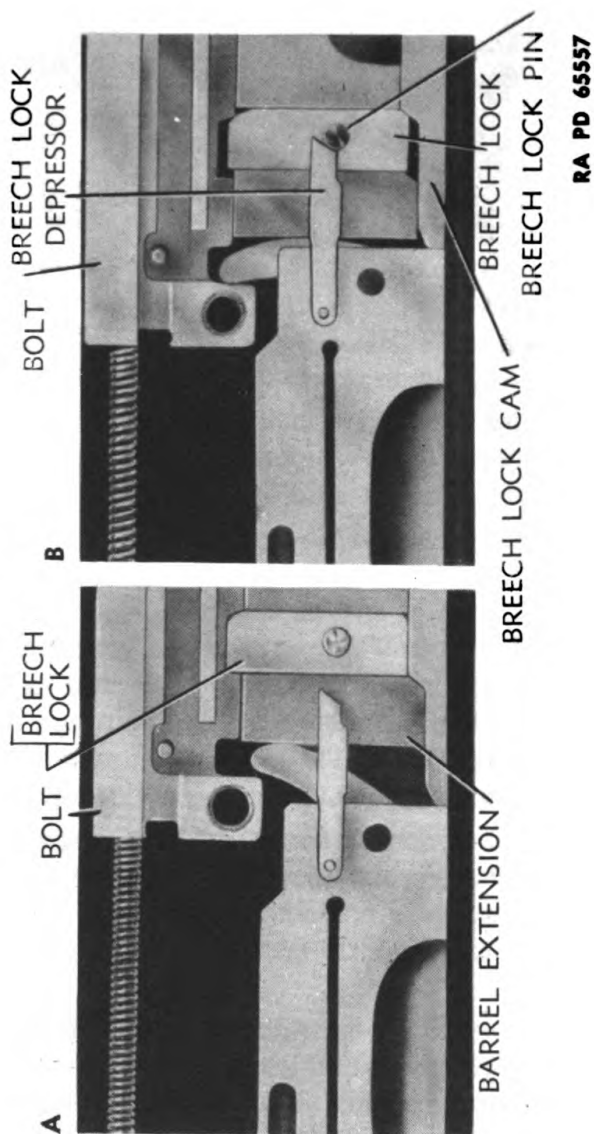 A
BOLT
BREECH
LOCK
BARREL EXTENSION
B
BOLT
BREECH LOCK
DEPRESSOR
BREECH LOCK CAM
BREECH LOCK
BREECH LOCK PIN
RA PD 65557